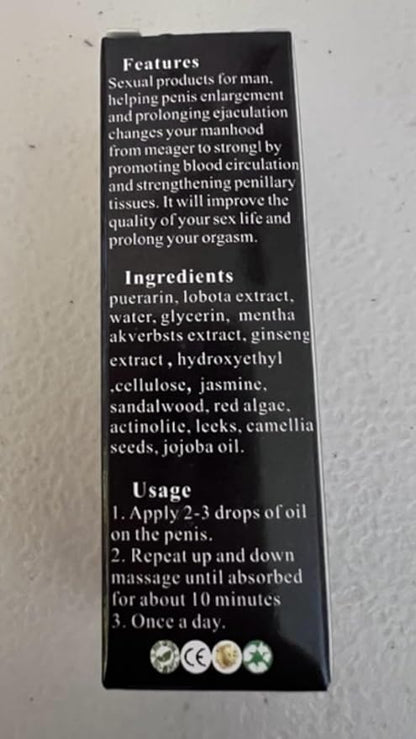 Features
Sexual products for man,
helping penis enlargement
and prolonging ejaculation
changes your manhood
from meager to strongl by
promoting blood circulation
and strengthening penillary
tissues. It will improve the
quality of your sex life and
prolong your orgasm.
Ingredients
puerarin, lobota extract,
water, glycerin, mentha
akverbsts extract, ginseng
extract , hydroxyethyl
.cellulose, jasmine,
sandalwood, red algae,
actinolite, leeks, camellia
seeds, jojoba oil.
Usage
1. Apply 2-3 drops of oil
on the penis.
2. Repeat up and down
massage until absorbed
for about 10 minutes
3. Once a day.
CE